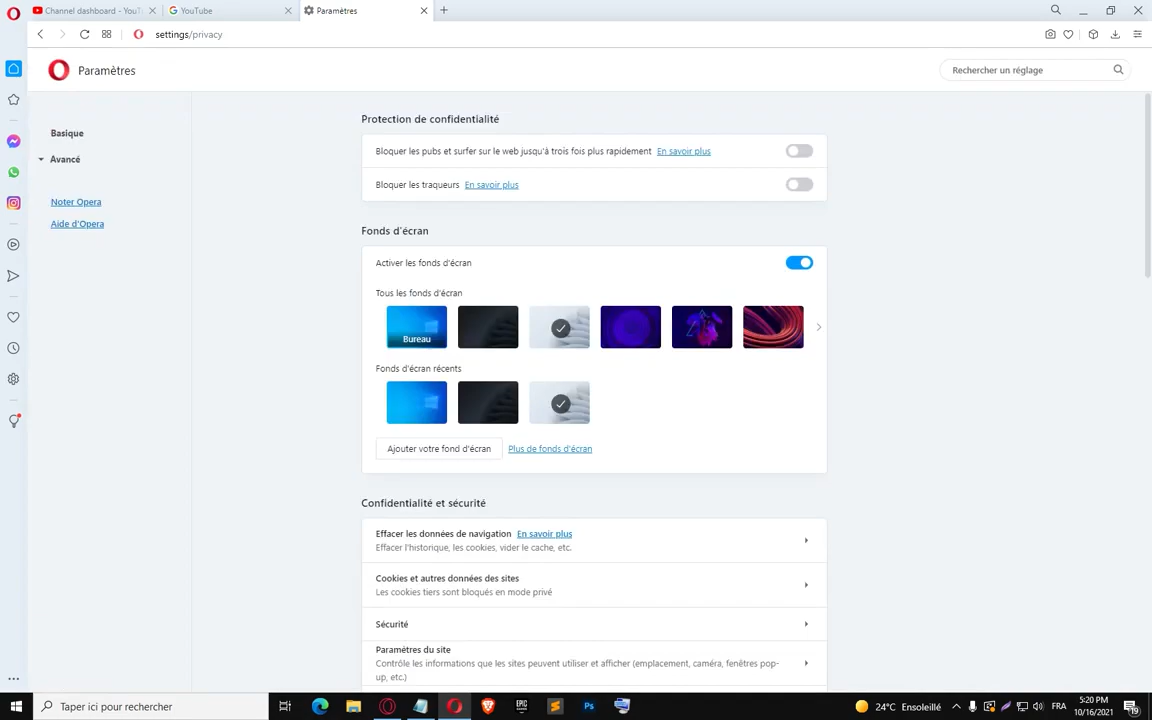 Channel dashboard - YouT
YouTube
Paramètres
settings/privacy
Paramètres
Rechercher un réglage
Basique
Avancé
Noter Opera
Aide d'Opera
Protection de confidentialité
Bloquer les pubs et surfer sur le web jusqu'à trois fois plus rapidement En savoir plus
Bloquer les traqueurs En savoir plus
Fonds d'écran
Activer les fonds d'écran
Tous les fonds d'écran
Bureau
Fonds d'écran récents
Ajouter votre fond d'écran Plus de fonds d'écran
Confidentialité et sécurité
Effacer les données de navigation En savoir plus
Effacer l'historique, les cookies, vider le cache, etc.
Cookies et autres données des sites
Les cookies tiers sont bloqués en mode privé
Sécurité
Paramètres du site
Contrôle les informations que les sites peuvent utiliser et afficher (emplacement, caméra, fenêtres pop-
up, etc.)
Taper ici pour rechercher
EPIC
Ps
24°C Ensoleillé
FRA
5:20 PM
10/16/2021
19